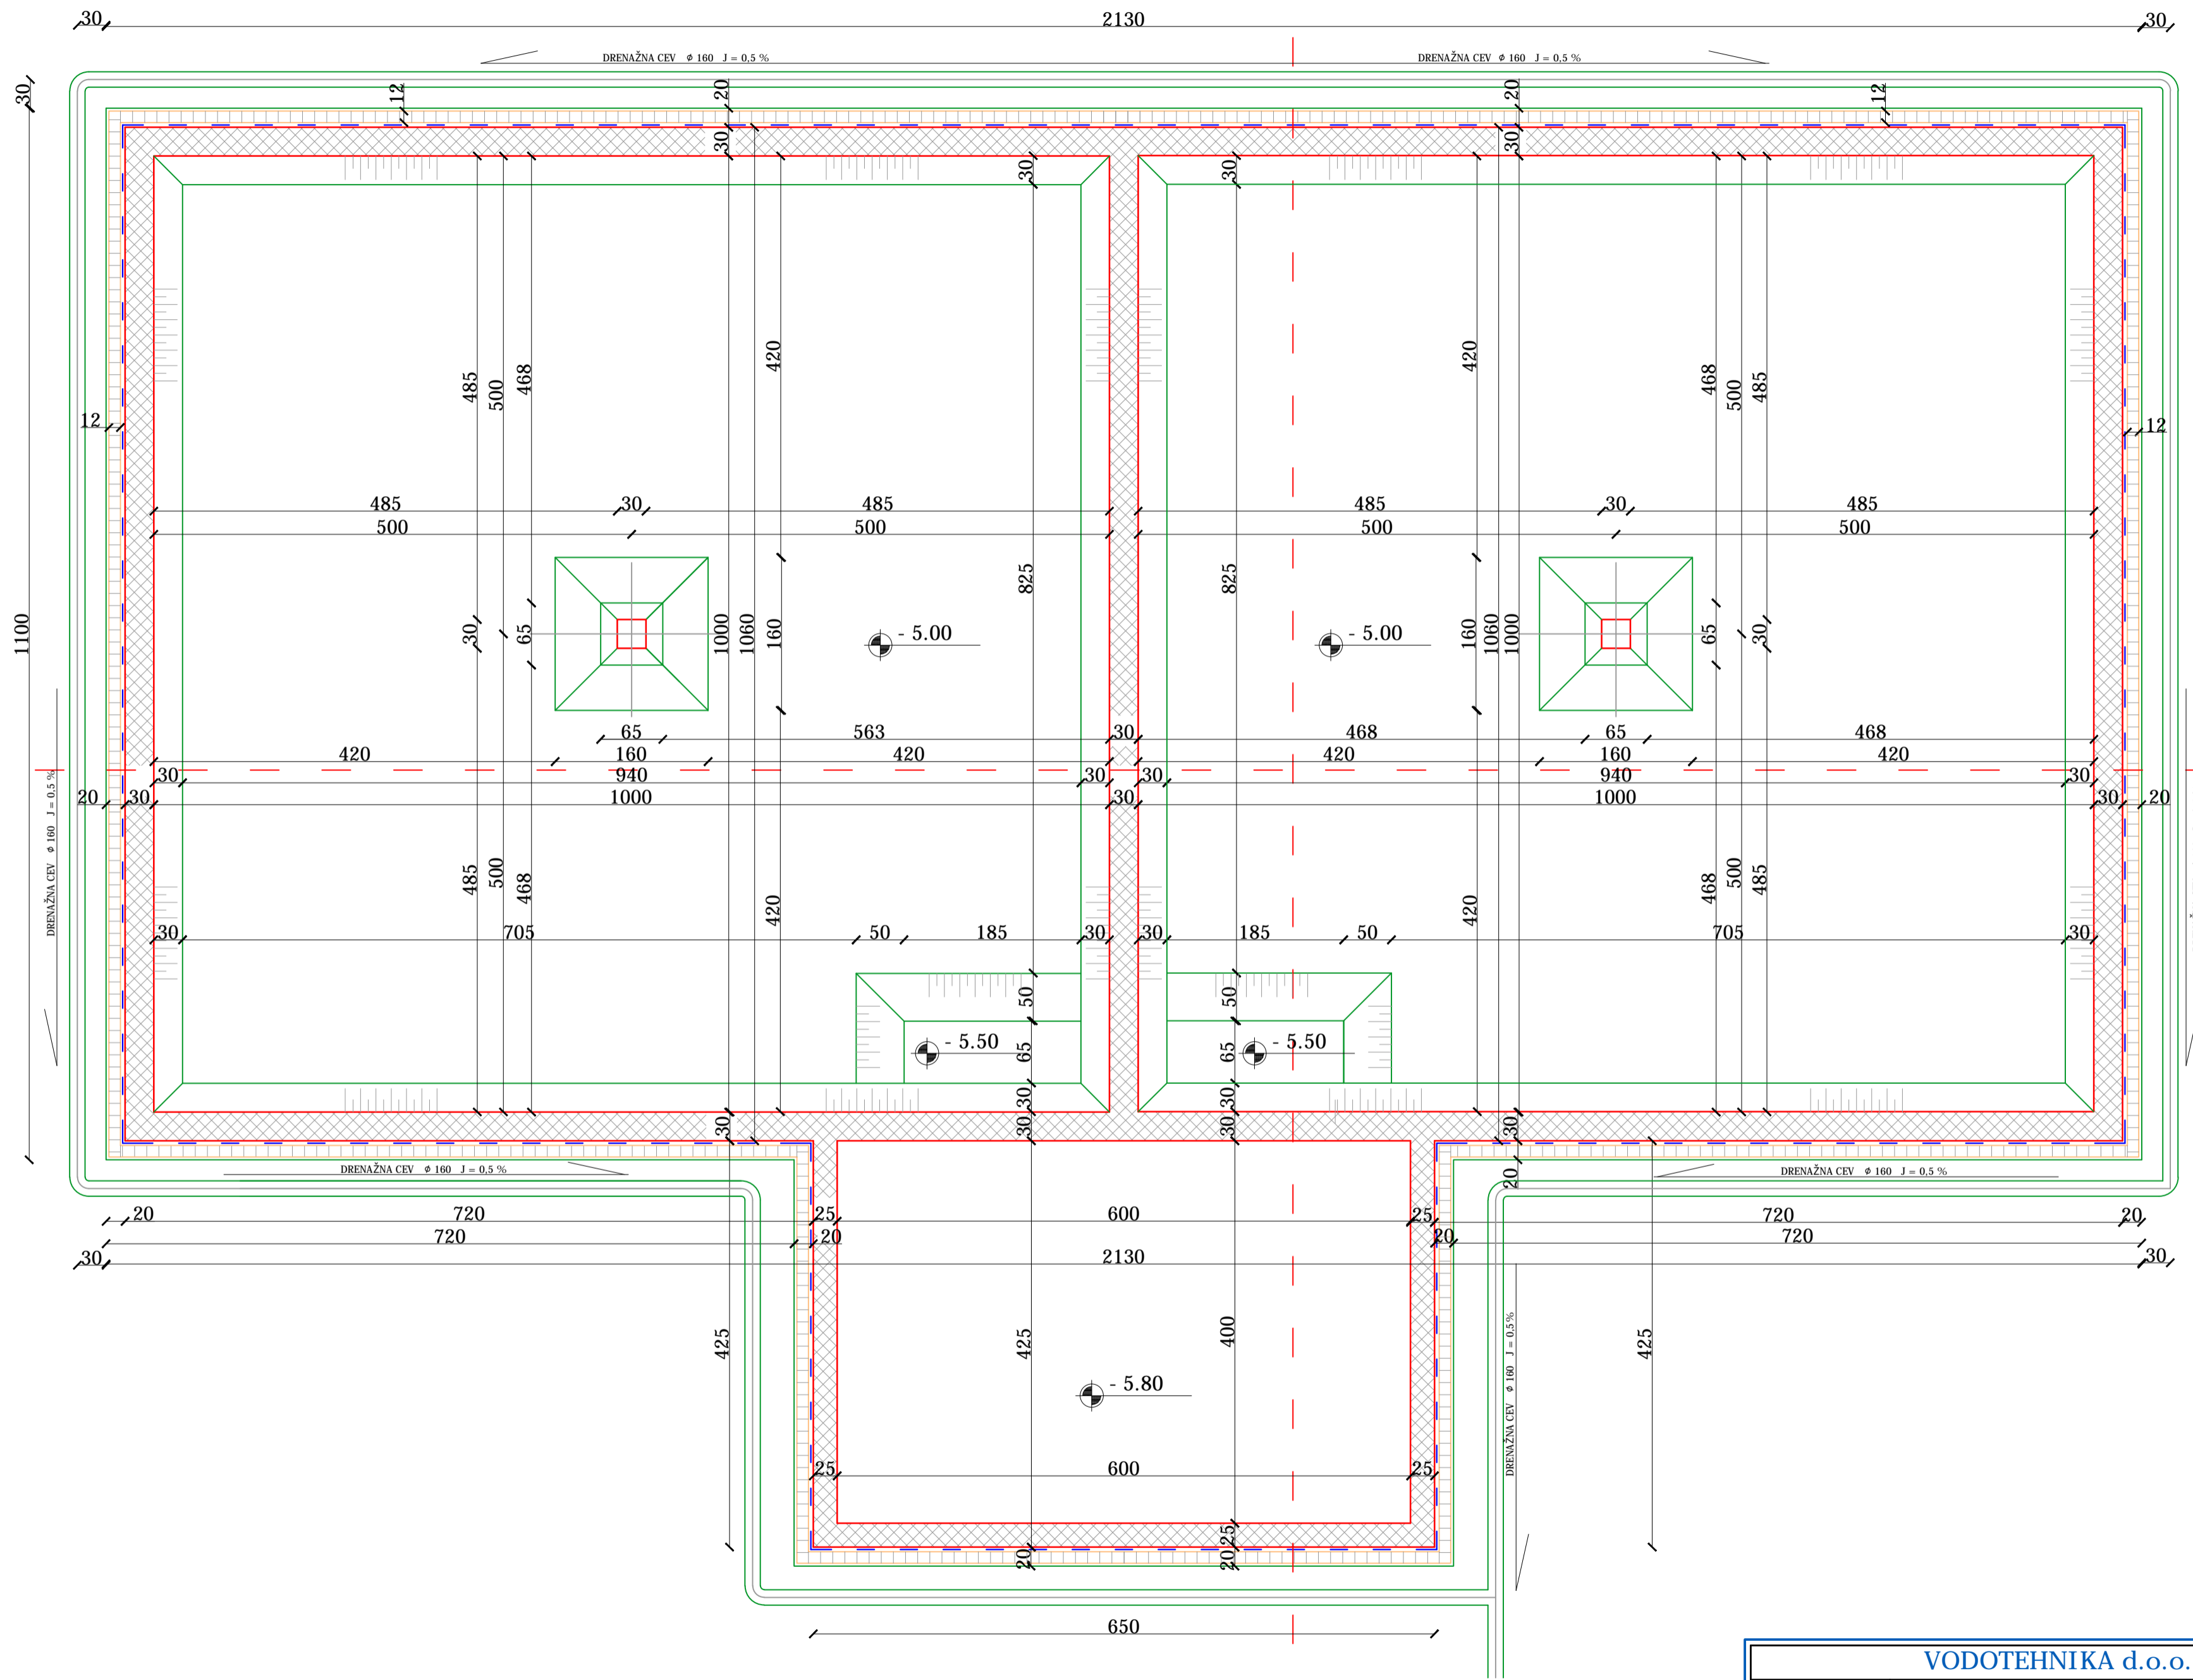 30 2130 30
DRENAŽNA CEV ϕ 160 J = 0,5 % DRENAŽNA CEV ϕ 160 J = 0,5 %
30 12 20 20 12
30 30 30 30
485 500 468 420 420 468 500 485
12 12
485 30 485 485 30 485
500 500 500 500
825 825
1100 30 65 1000 1060 160 - 5.00 - 5.00 160 1060 1000 65 30
65 563 30 468 65 468
420 160 420 420 160 420
30 940 30 30 940 30
20 30 1000 30 1000 30 20
DRENAŽNA CEV ϕ 160 J = 0,5 %
485 500 468 420 420 468 500 485
30 705 50 185 30 30 185 50 705 30
50 50
- 5.50 65 65 - 5.50
30 30
30 30 30 30
DRENAŽNA CEV ϕ 160 J = 0,5 % 20 DRENAŽNA CEV ϕ 160 J = 0,5 %
20 720 25 600 25 720 20
720 20 20 720
30 2130 30
425 425 400 425
DRENAŽNA CEV ϕ 160 J = 0,5 %
- 5.80
25 600 25
25
20 20
650
VODOTEHNIKA d.o.o.